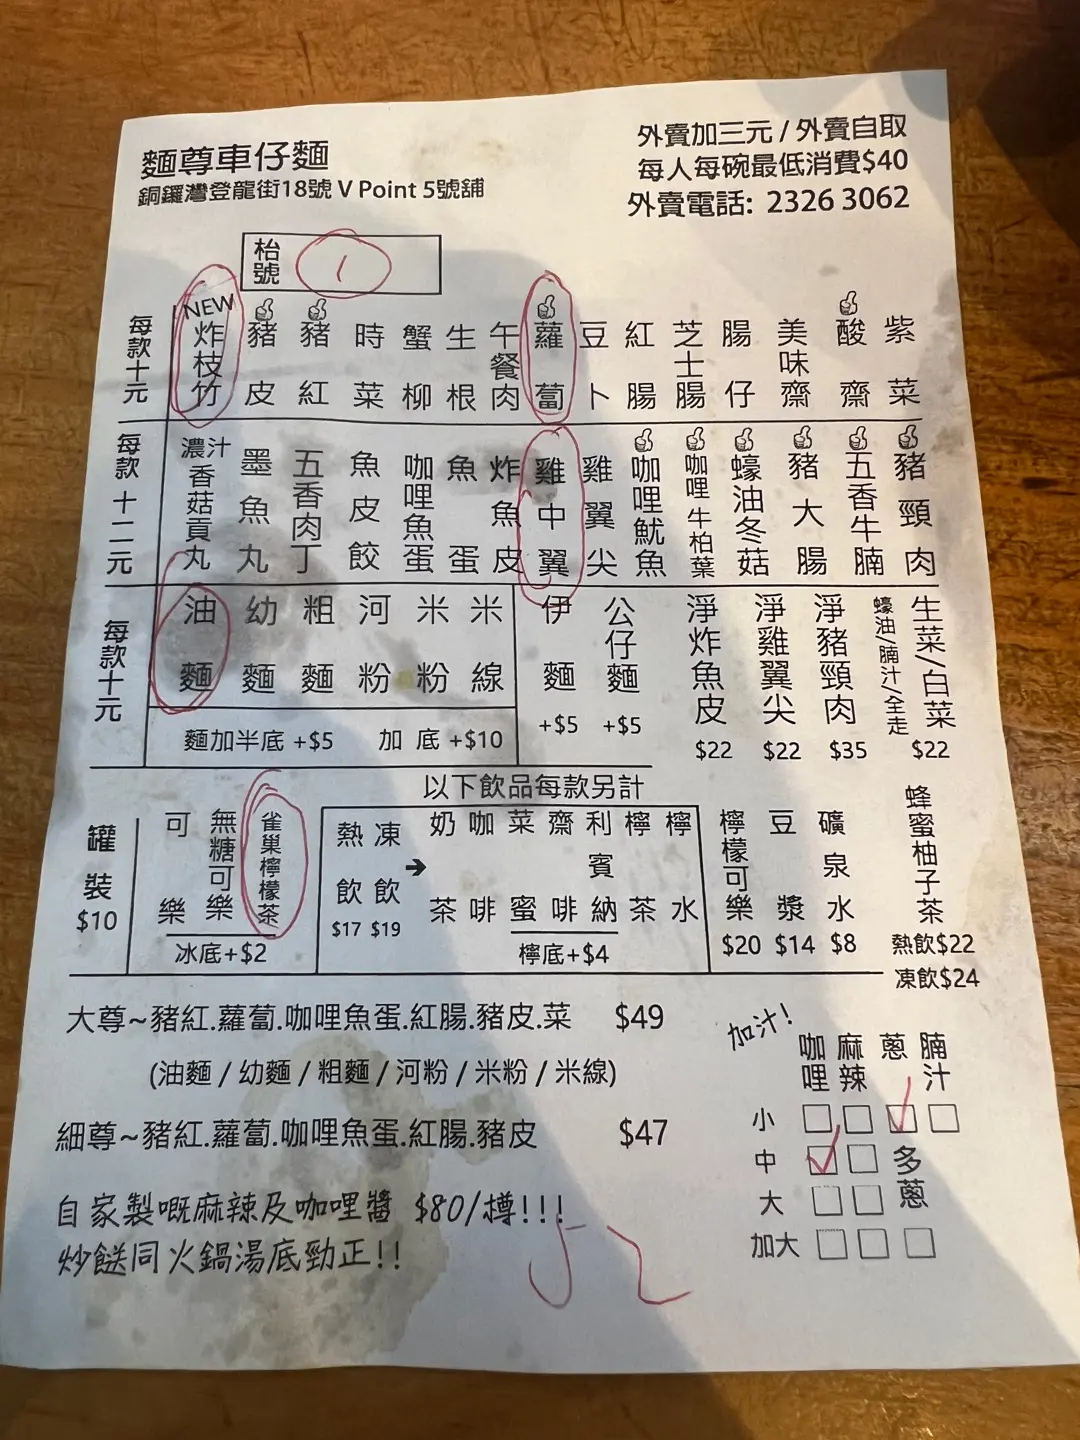 麵尊車仔麵
銅鑼灣登龍街18號 V Point 5號舖
外賣加三元 / 外賣自取
每人每碗最低消費$40
外賣電話: 2326 3062
枱號 1
每款十元
NEW 炸枝竹
豬皮
豬紅
時菜
蟹柳
生根
午餐肉
蘿蔔
豆卜
紅腸
芝士腸
腸仔
美味齋
酸齋
紫菜
每款十二元
濃汁香菇貢丸
墨魚丸
五香肉丁
魚皮餃
咖哩魚蛋
魚蛋
炸魚皮
雞中翼
雞翼尖
咖哩魷魚
咖哩牛柏葉
蠔油冬菇
豬大腸
五香牛腩
豬頸肉
每款十元
油麵
幼麵
粗麵
河粉
米粉
米線
麵加半底 +$5 加底 +$10
伊麵 +$5
公仔麵 +$5
淨炸魚皮 $22
淨雞翼尖 $22
淨豬頸肉 $35
蠔油/腩汁/全走
生菜/白菜 $22
以下飲品每款另計
罐裝 $10
可樂
無糖可樂
雀巢檸檬茶
冰底+$2
熱飲 $17
凍飲 $19
➔
奶茶
咖啡
菜蜜
齋啡
利賓納
檸茶
檸水
檸底+$4
檸檬可樂 $20
豆漿 $14
礦泉水 $8
蜂蜜柚子茶
熱飲$22
凍飲$24
大尊~豬紅.蘿蔔.咖哩魚蛋.紅腸.豬皮.菜 $49
(油麵 / 幼麵 / 粗麵 / 河粉 / 米粉 / 米線)
細尊~豬紅.蘿蔔.咖哩魚蛋.紅腸.豬皮 $47
自家製嘅麻辣及咖哩醬 $80/樽!!!
炒餸同火鍋湯底勁正!!
52
加汁!
咖哩 麻辣 蔥 腩汁
小
中 多蔥
大
加大